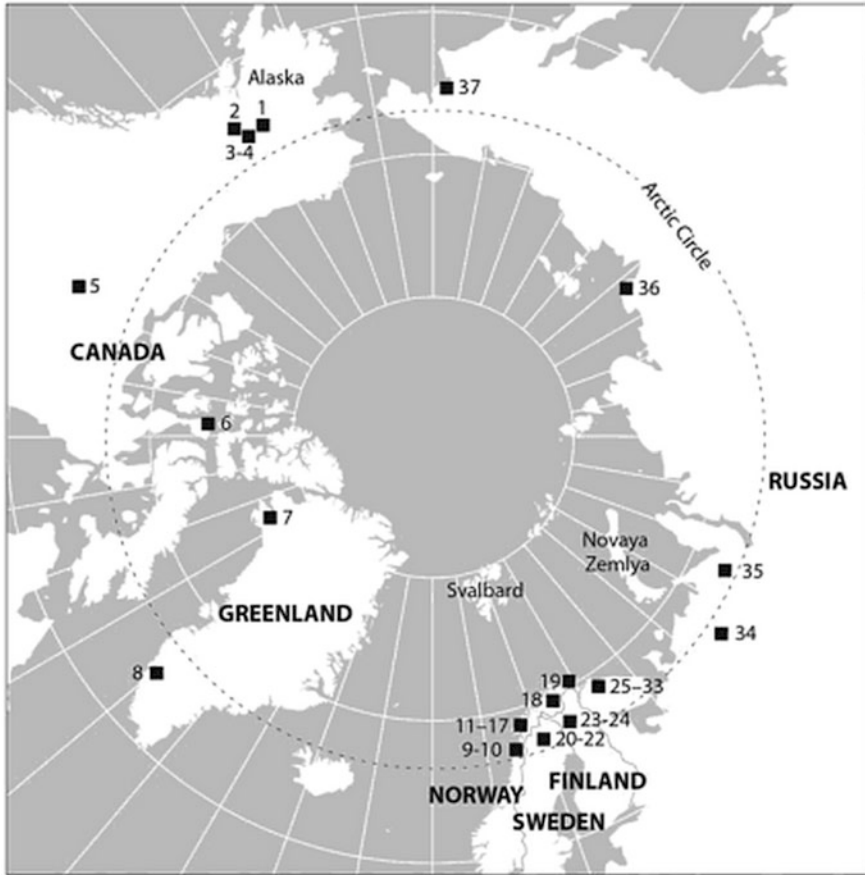 Alaska
37
2
1
3-4
Arctic Circle
5
36
CANADA
6
RUSSIA
7
Novaya
Zemlya
35
Svalbard
GREENLAND
34
8
19
25–33
18
11–17
23-24
9-10
20-22
FINLAND
NORWAY
SWEDEN